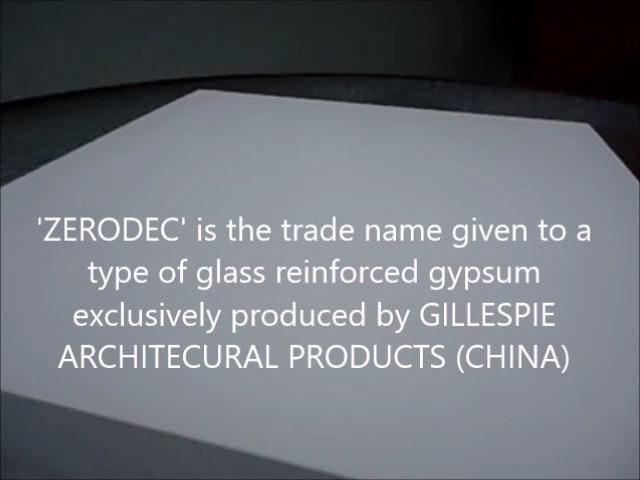 'ZERODEC' is the trade name given to a
type of glass reinforced gypsum
exclusively produced by GILLESPIE
ARCHITECURAL PRODUCTS (CHINA)